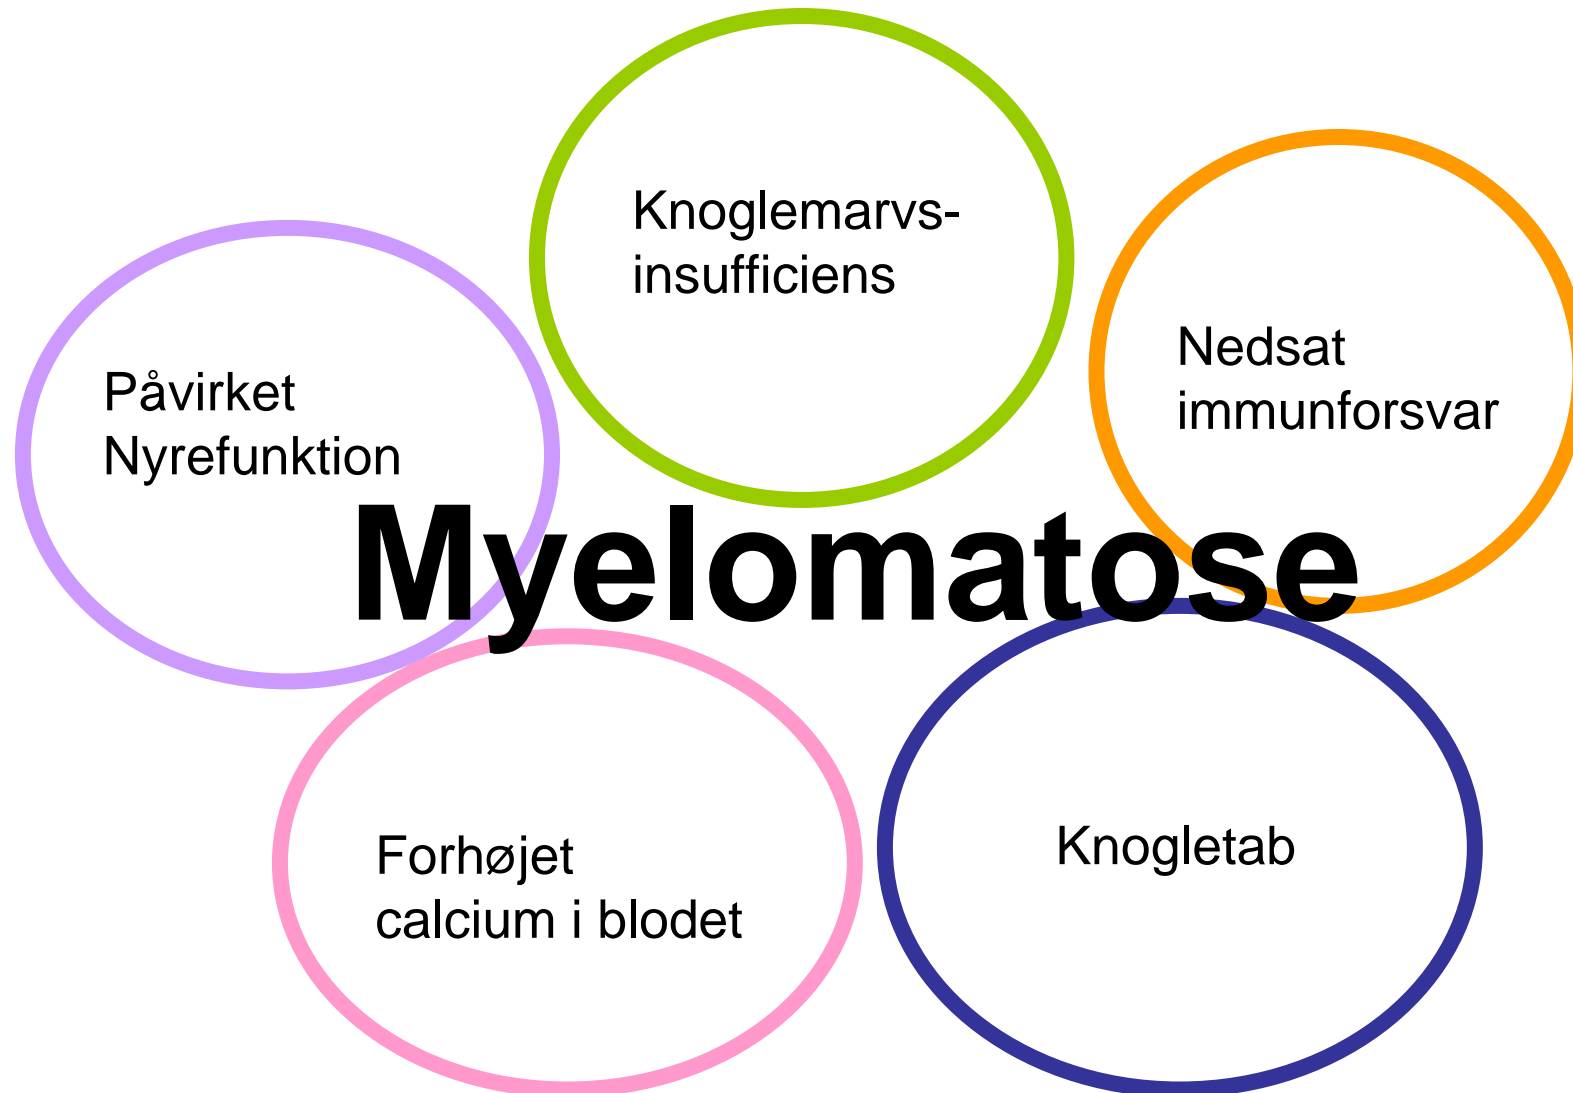 Knoglemarvs-
insufficiens
Nedsat
immunforsvar
Påvirket
Nyrefunktion
Myelomatose
Forhøjet
calcium i blodet
Knogletab